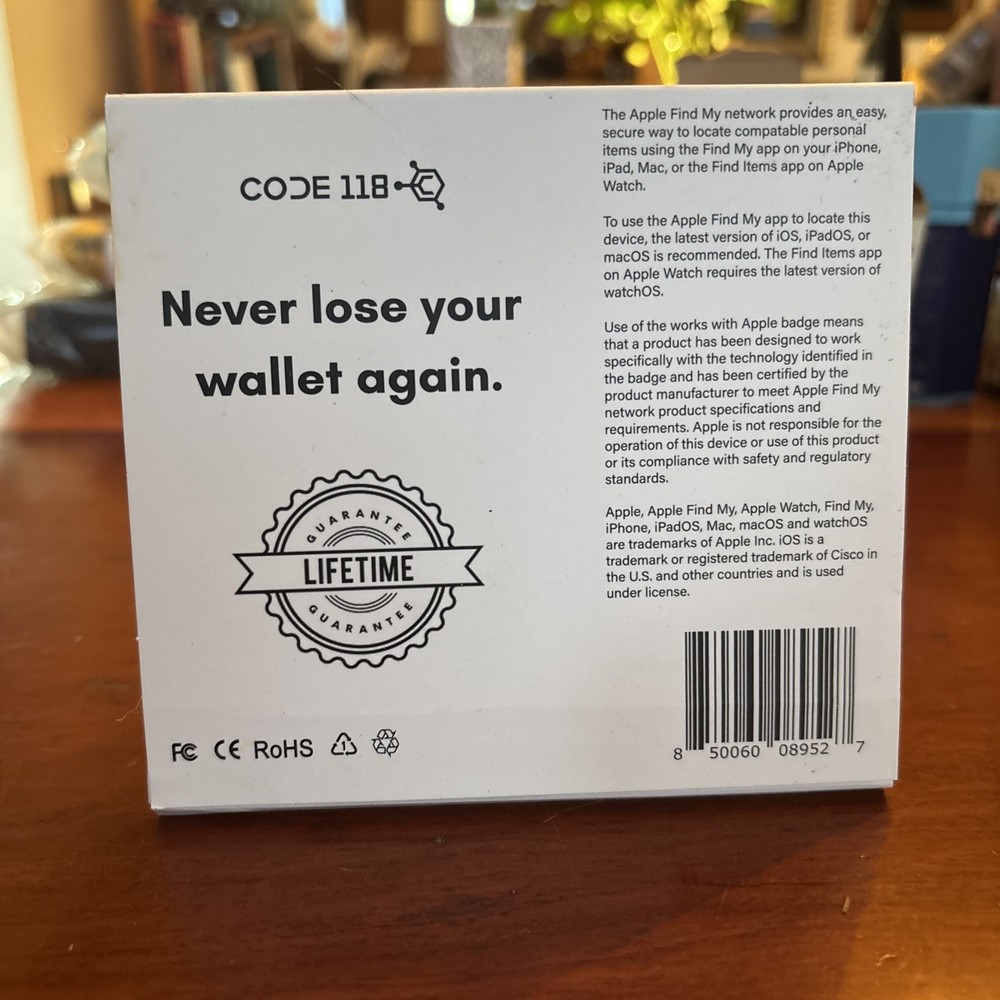 CODE 118
Never lose your
wallet again.
GUARANTEE
LIFETIME
GUARANTEE
FC CE RoHS 1
The Apple Find My network provides an easy,
secure way to locate compatable personal
items using the Find My app on your iPhone,
iPad, Mac, or the Find Items app on Apple
Watch.
To use the Apple Find My app to locate this
device, the latest version of iOS, iPadOS, or
macOS is recommended. The Find Items app
on Apple Watch requires the latest version of
watchOS.
Use of the works with Apple badge means
that a product has been designed to work
specifically with the technology identified in
the badge and has been certified by the
product manufacturer to meet Apple Find My
network product specifications and
requirements. Apple is not responsible for the
operation of this device or use of this product
or its compliance with safety and regulatory
standards.
Apple, Apple Find My, Apple Watch, Find My,
iPhone, iPadOS, Mac, macOS and watchOS
are trademarks of Apple Inc. iOS is a
trademark or registered trademark of Cisco in
the U.S. and other countries and is used
under license.
8 50060 08952 7